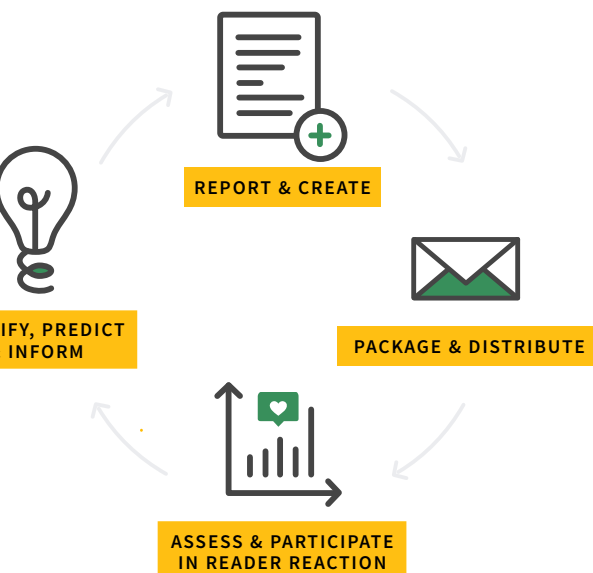 REPORT & CREATE
IFY, PREDICT
INFORM
PACKAGE & DISTRIBUTE
ASSESS & PARTICIPATE
IN READER REACTION